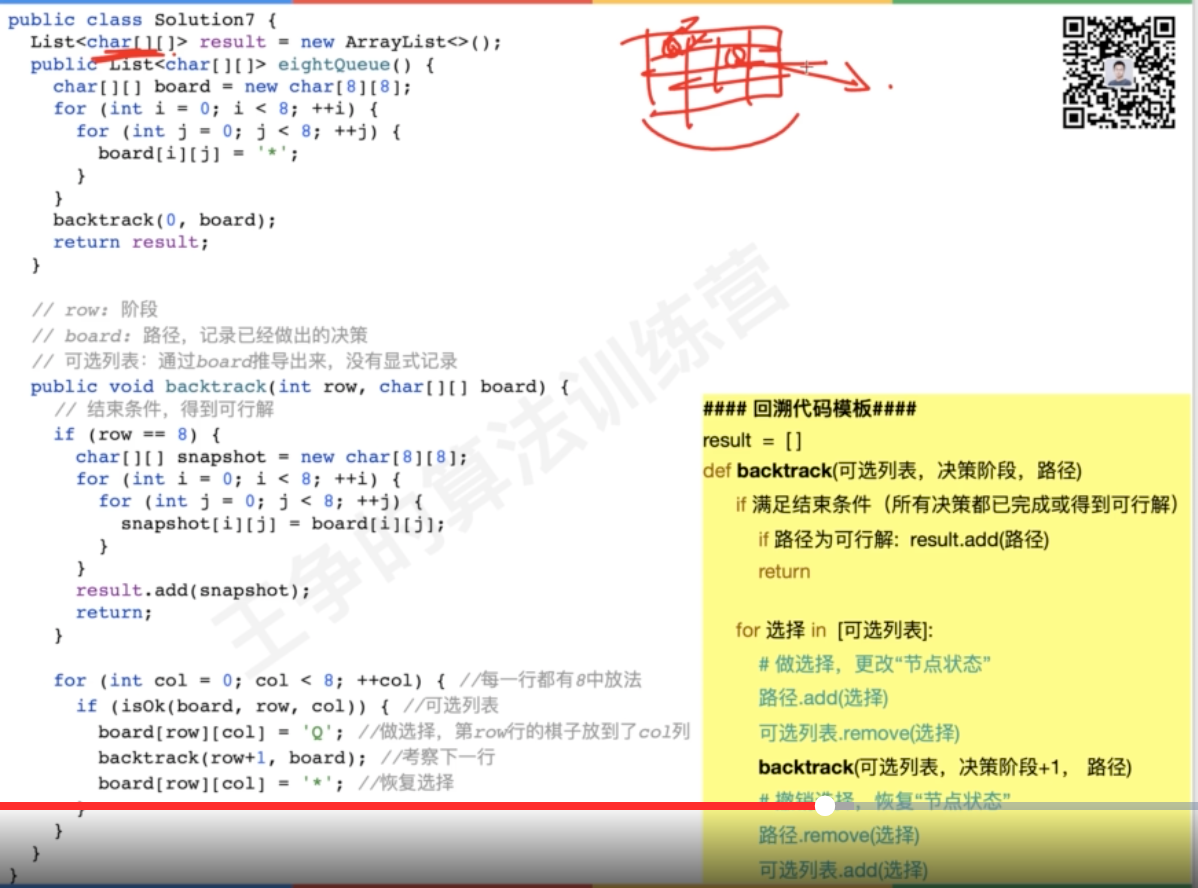 public class Solution7 {
List<char[][]> result = new ArrayList<>();
public List<char[][]> eightQueue() {
char[][] board = new char[8][8];
for (int i = 0; i < 8; ++i) {
for (int j = 0; j < 8; ++j) {
board[i][j] = '*';
}
}
backtrack(0, board);
return result;
}
// row: 阶段
// board: 路径，记录已经做出的决策
// 可选列表：通过board推导出来，没有显式记录
public void backtrack(int row, char[][] board) {
// 结束条件，得到可行解
if (row == 8) {
char[][] snapshot = new char[8][8];
for (int i = 0; i < 8; ++i) {
for (int j = 0; j < 8; ++j) {
snapshot[i][j] = board[i][j];
}
}
result.add(snapshot);
return;
}
for (int col = 0; col < 8; ++col) { //每一行都有8中放法
if (isOk(board, row, col)) { //可选列表
board[row][col] = 'Q'; //做选择，第row行的棋子放到了col列
backtrack(row+1, board); //考察下一行
board[row][col] = '*'; //恢复选择
}
}
}
}
#### 回溯代码模板####
result = []
def backtrack(可选列表，决策阶段，路径)
if 满足结束条件（所有决策都已完成或得到可行解）
if 路径为可行解: result.add(路径)
return
for 选择 in [可选列表]:
# 做选择，更改“节点状态”
路径.add(选择)
可选列表.remove(选择)
backtrack(可选列表，决策阶段+1， 路径)
# 撤销选择，恢复“节点状态”
路径.remove(选择)
可选列表.add(选择)
王争的算法训练营